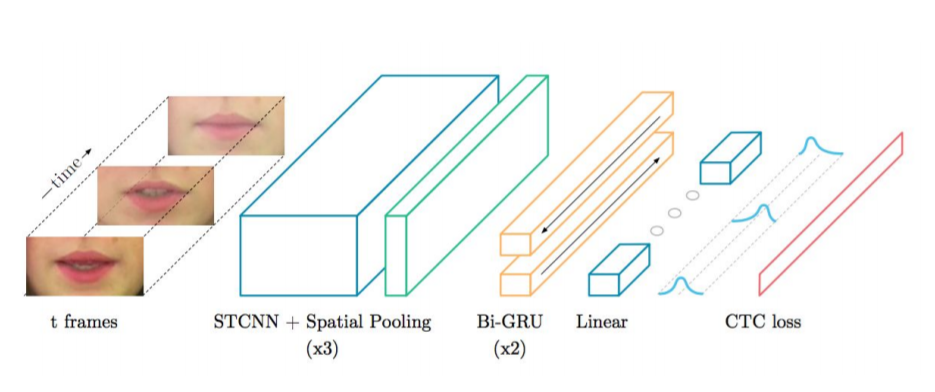 time
t frames
STCNN + Spatial Pooling
(x3)
Bi-GRU
(x2)
Linear
CTC loss